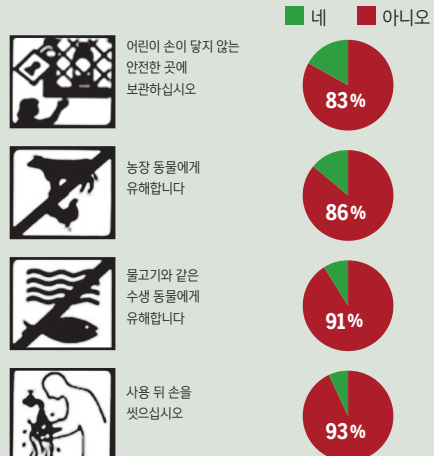 네 아니오
어린이 손이 닿지 않는
안전한 곳에
보관하십시오
83%
농장 동물에게
유해합니다
86%
물고기와 같은
수생 동물에게
유해합니다
91%
사용 뒤 손을
씻으십시오
93%